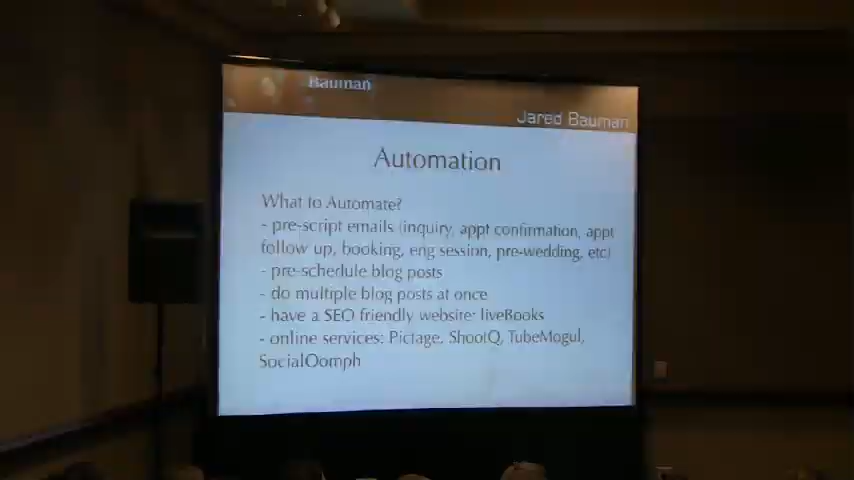 Bauman
Jared Bauman
Automation
What to Automate?
- pre-script emails (inquiry, appt confirmation, appt
follow up, booking, eng session, pre-wedding, etc)
- pre-schedule blog posts
- do multiple blog posts at once
- have a SEO friendly website: liveBooks
- online services: Pictage, ShootQ, TubeMogul,
SocialOomph